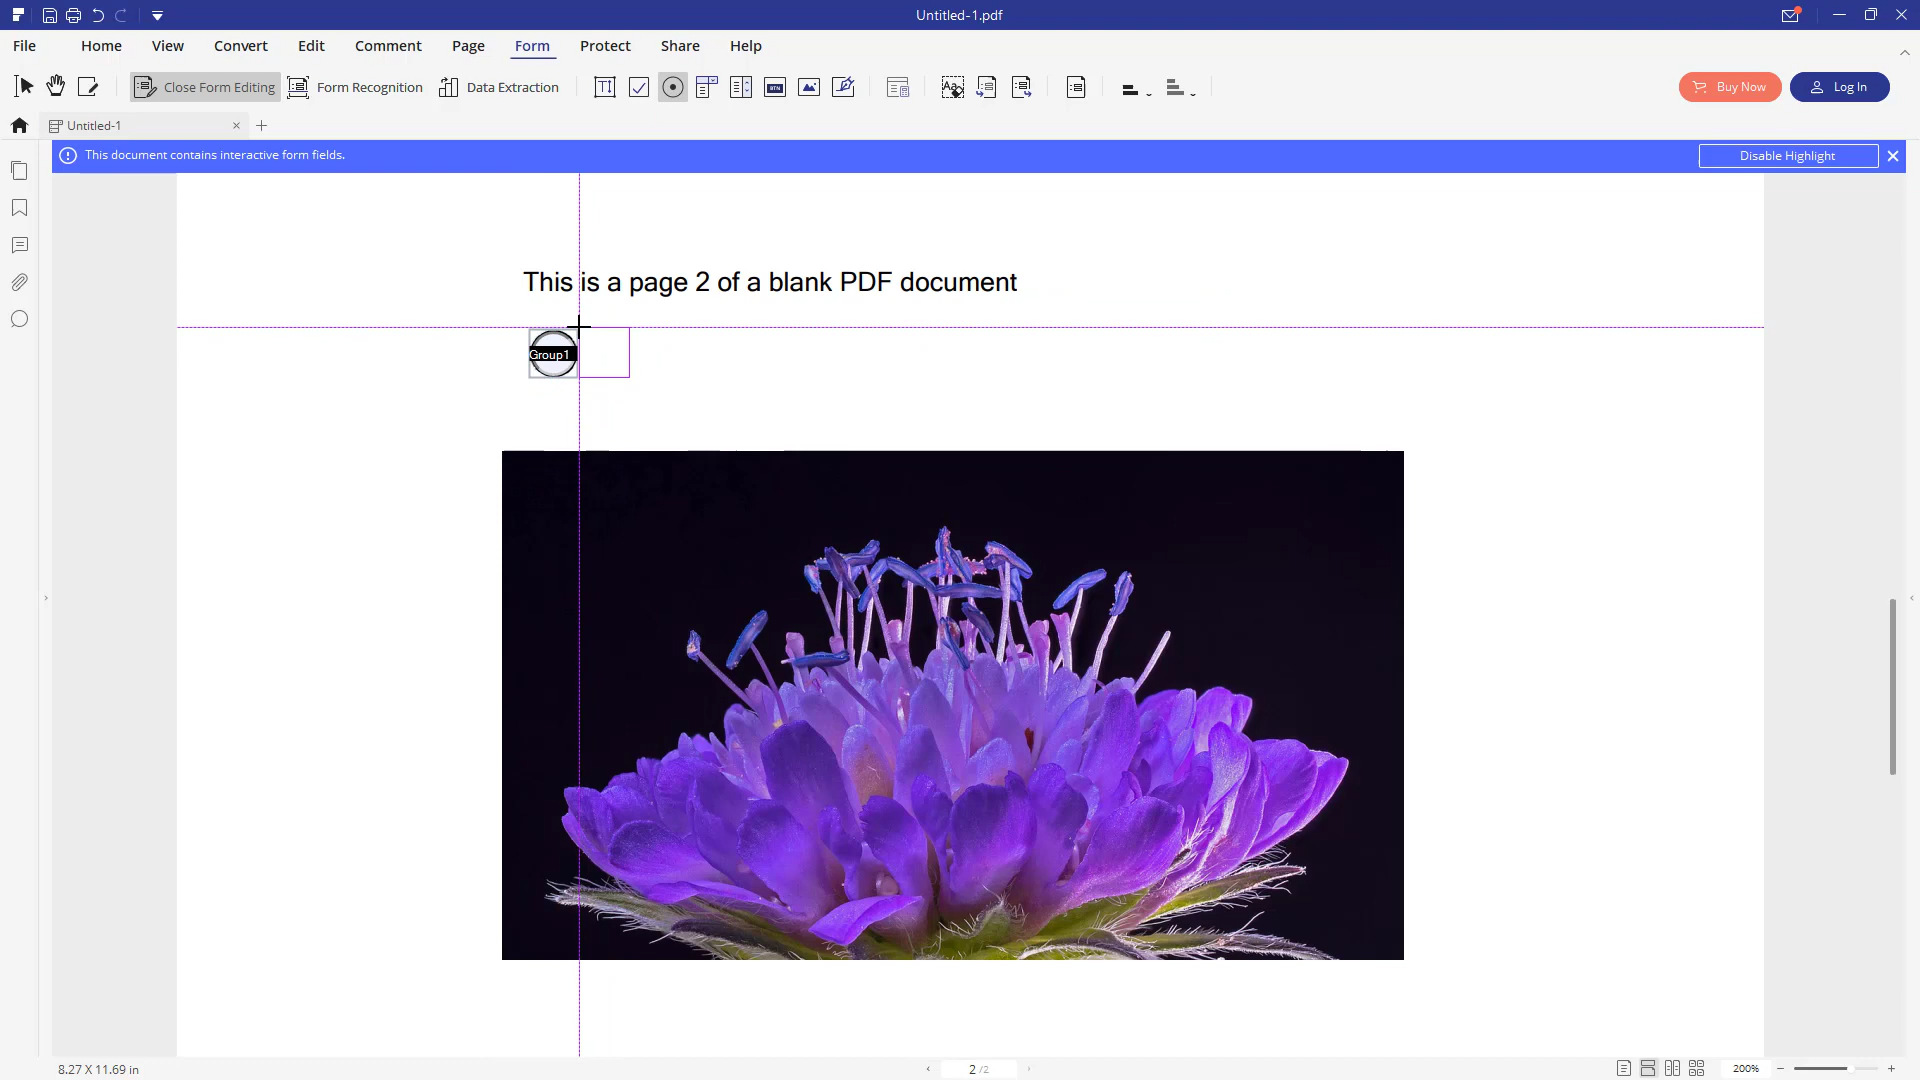 Untitled-1.pdf
File Home View Convert Edit Comment Page Form Protect Share Help
Close Form Editing Form Recognition Data Extraction BTN Aa Buy Now Log In
Untitled-1
This document contains interactive form fields. Disable Highlight
This is a page 2 of a blank PDF document
Group1
8.27 X 11.69 in 2 /2 200%